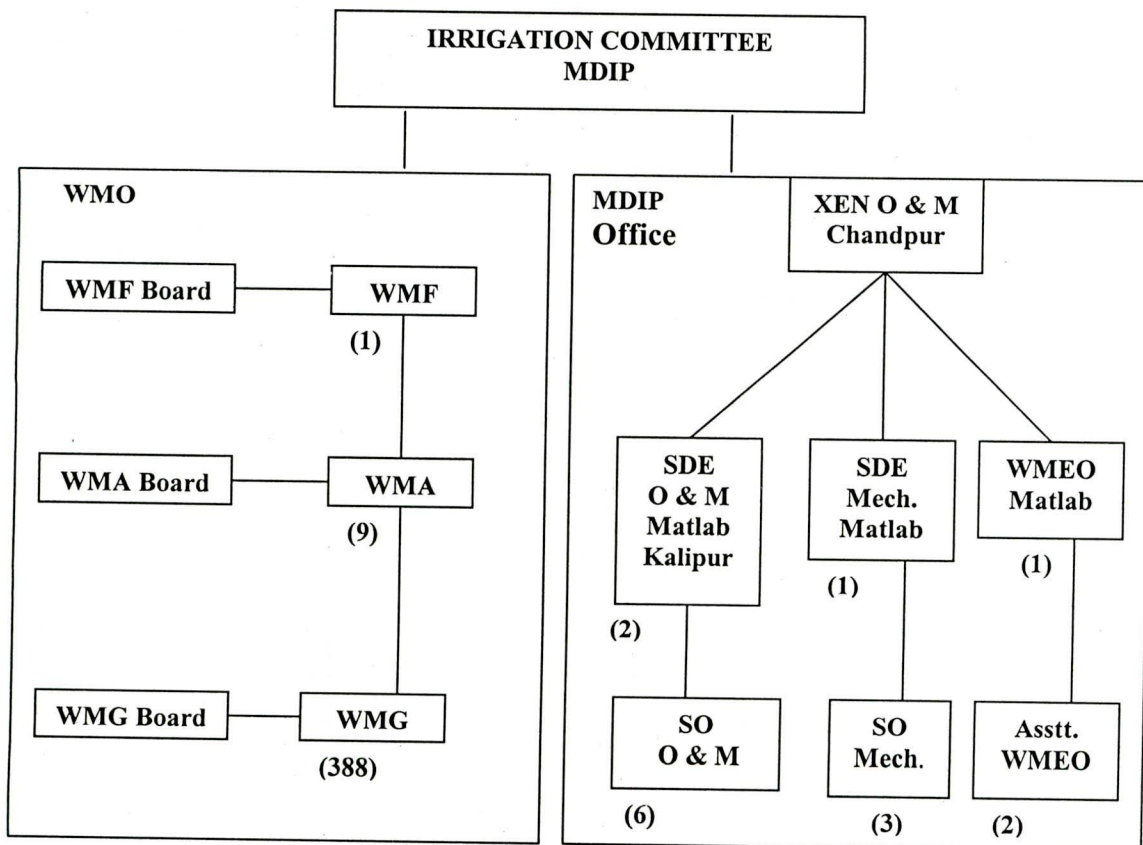 IRRIGATION COMMITTEE
MDIP
WMO
WMF Board
WMF
(1)
WMA Board
WMA
(9)
WMG Board
WMG
(388)
MDIP
Office
XEN O & M
Chandpur
SDE
O & M
Matlab
Kalipur
(2)
SDE
Mech.
Matlab
(1)
WMEO
Matlab
(1)
SO
O & M
(6)
SO
Mech.
(3)
Asstt.
WMEO
(2)